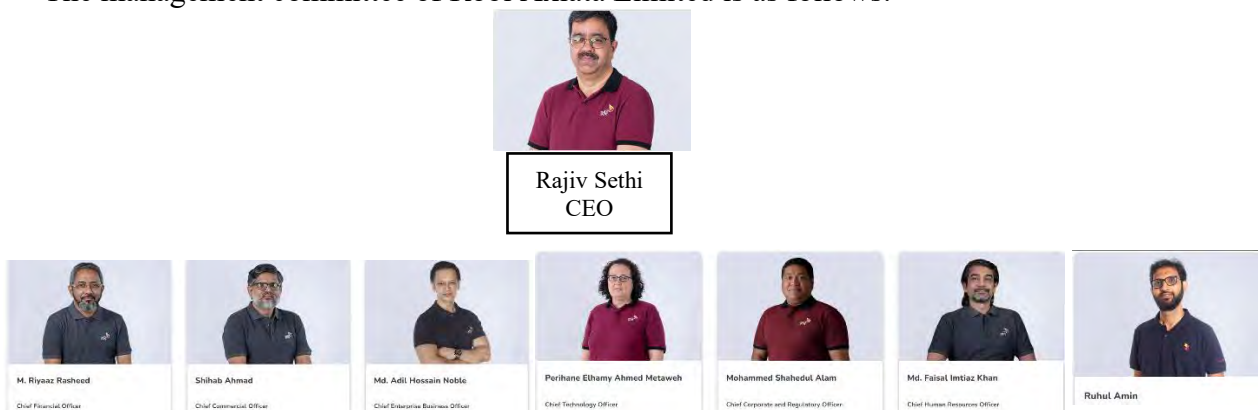 The management committee of Robi Axiata Limited is as follows:
Rajiv Sethi
CEO
M. Riyaaz Rasheed
Chief Financial Officer
Shihab Ahmad
Chief Commercial Officer
Md. Adil Hossain Noble
Chief Enterprise Business Officer
Perihane Elhamy Ahmed Metaweh
Chief Technology Officer
Mohammed Shahedul Alam
Chief Corporate and Regulatory Officer
Md. Faisal Imtiaz Khan
Chief Human Resources Officer
Ruhul Amin